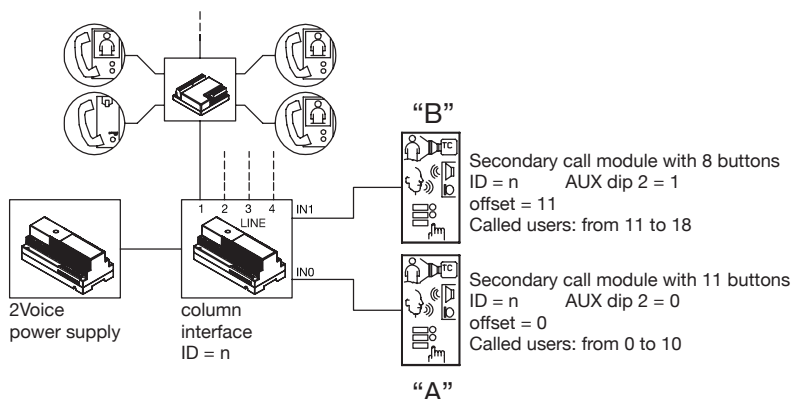 “B”
TC
Secondary call module with 8 buttons
ID = n AUX dip 2 = 1
offset = 11
Called users: from 11 to 18
1 2 3 4
LINE
IN1
IN0
TC
Secondary call module with 11 buttons
ID = n AUX dip 2 = 0
offset = 0
Called users: from 0 to 10
2Voice
power supply
column
interface
ID = n
“A”